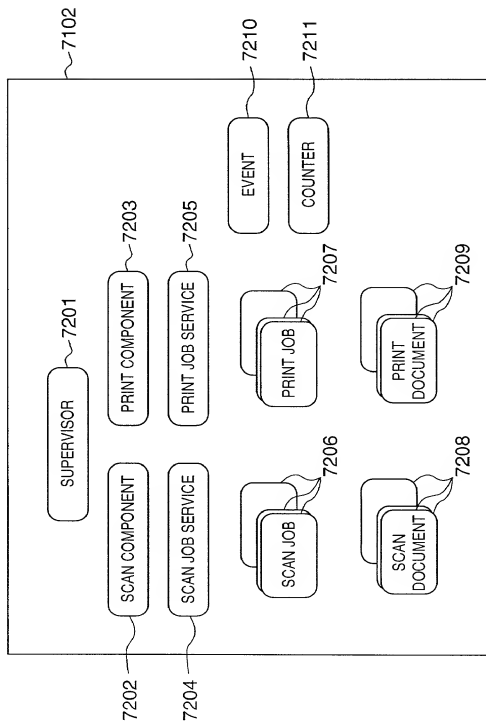 7102
SUPERVISOR
7201
SCAN COMPONENT
7202
PRINT COMPONENT
7203
SCAN JOB SERVICE
7204
PRINT JOB SERVICE
7205
EVENT
7210
COUNTER
7211
SCAN JOB
7206
PRINT JOB
7207
SCAN
DOCUMENT
7208
PRINT
DOCUMENT
7209